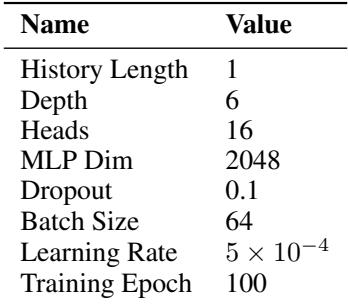 Name Value
History Length 1
Depth 6
Heads 16
MLP Dim 2048
Dropout 0.1
Batch Size 64
Learning Rate 5 × 10⁻⁴
Training Epoch 100